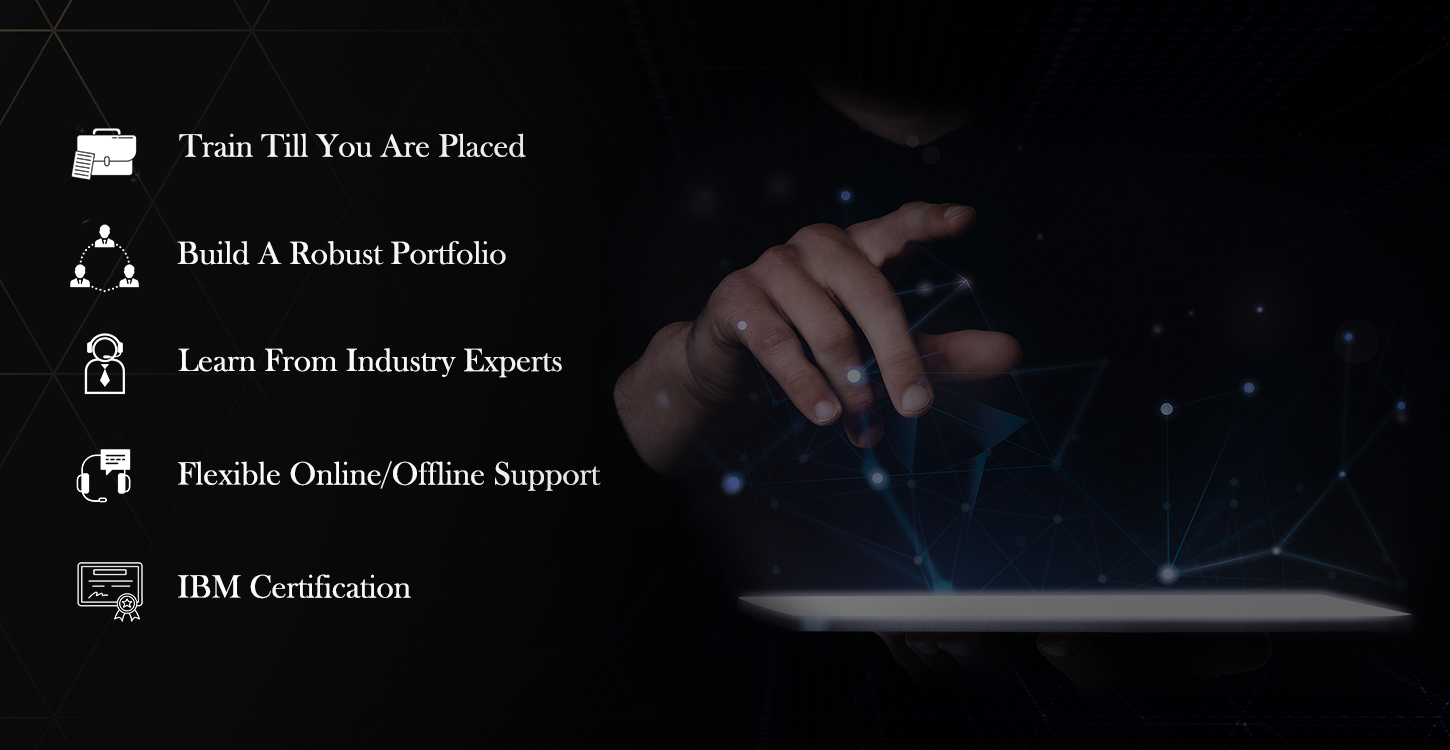 Train Till You Are Placed
Build A Robust Portfolio
Learn From Industry Experts
Flexible Online/Offline Support
IBM Certification